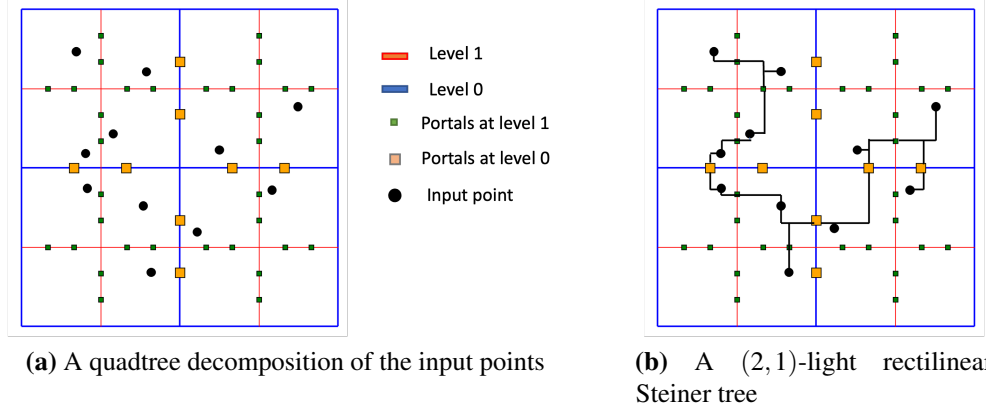 Level 1
Level 0
Portals at level 1
Portals at level 0
Input point
(a) A quadtree decomposition of the input points
(b) A (2,1)-light rectilinear
Steiner tree